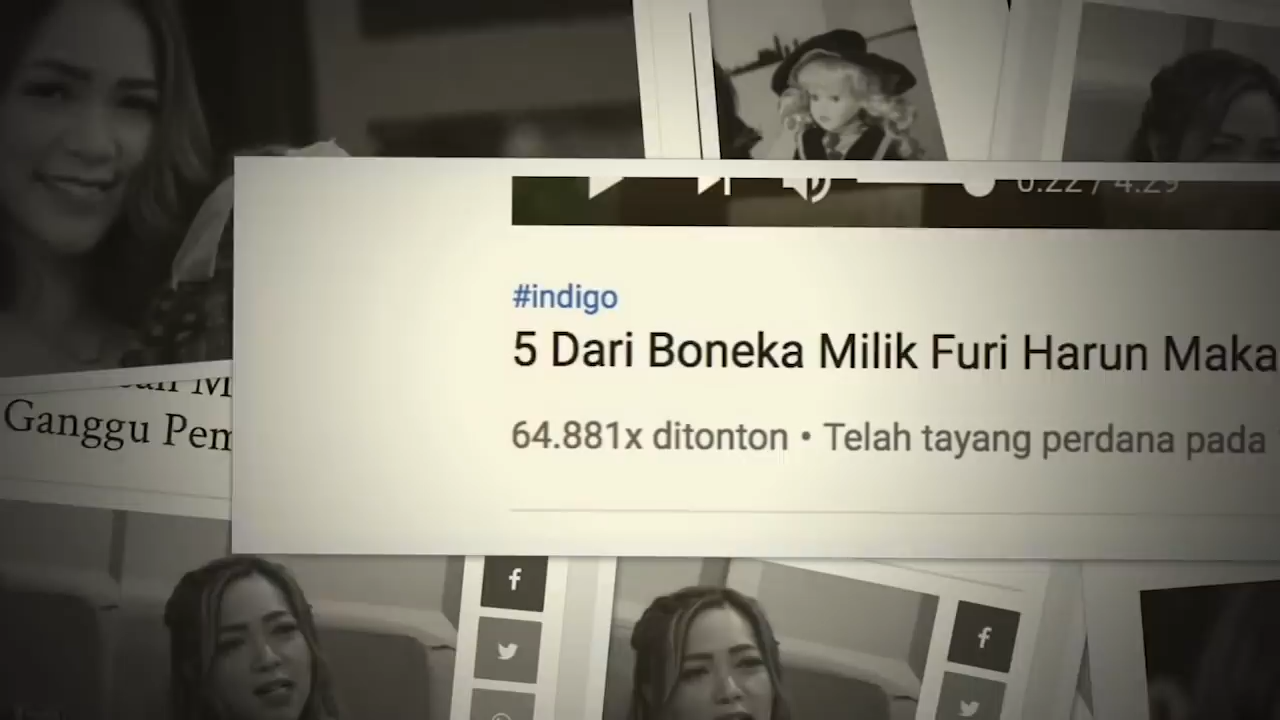 0:22 / 4:29
#indigo
5 Dari Boneka Milik Furi Harun Maka
64.881x ditonton • Telah tayang perdana pada
Ganggu Pem